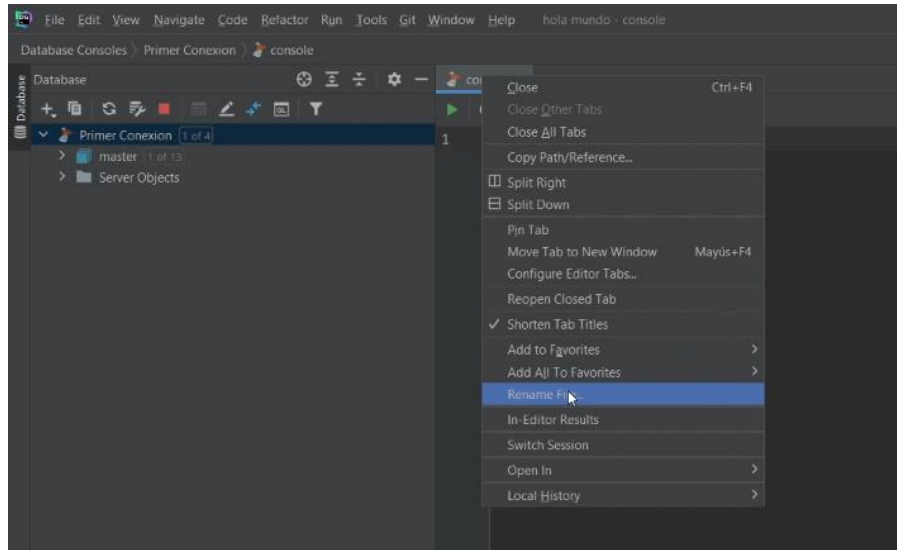 DG File Edit View Navigate Code Refactor Run Tools Git Window Help hola mundo - console
Database Consoles Primer Conexion console
Database
Database
Primer Conexion 1 of 4
master 1 of 13
Server Objects
1
Close Ctrl+F4
Close Other Tabs
Close All Tabs
Copy Path/Reference...
Split Right
Split Down
Pin Tab
Move Tab to New Window Mayús+F4
Configure Editor Tabs...
Reopen Closed Tab
Shorten Tab Titles
Add to Favorites
Add All To Favorites
Rename
In-Editor Results
Switch Session
Open In
Local History